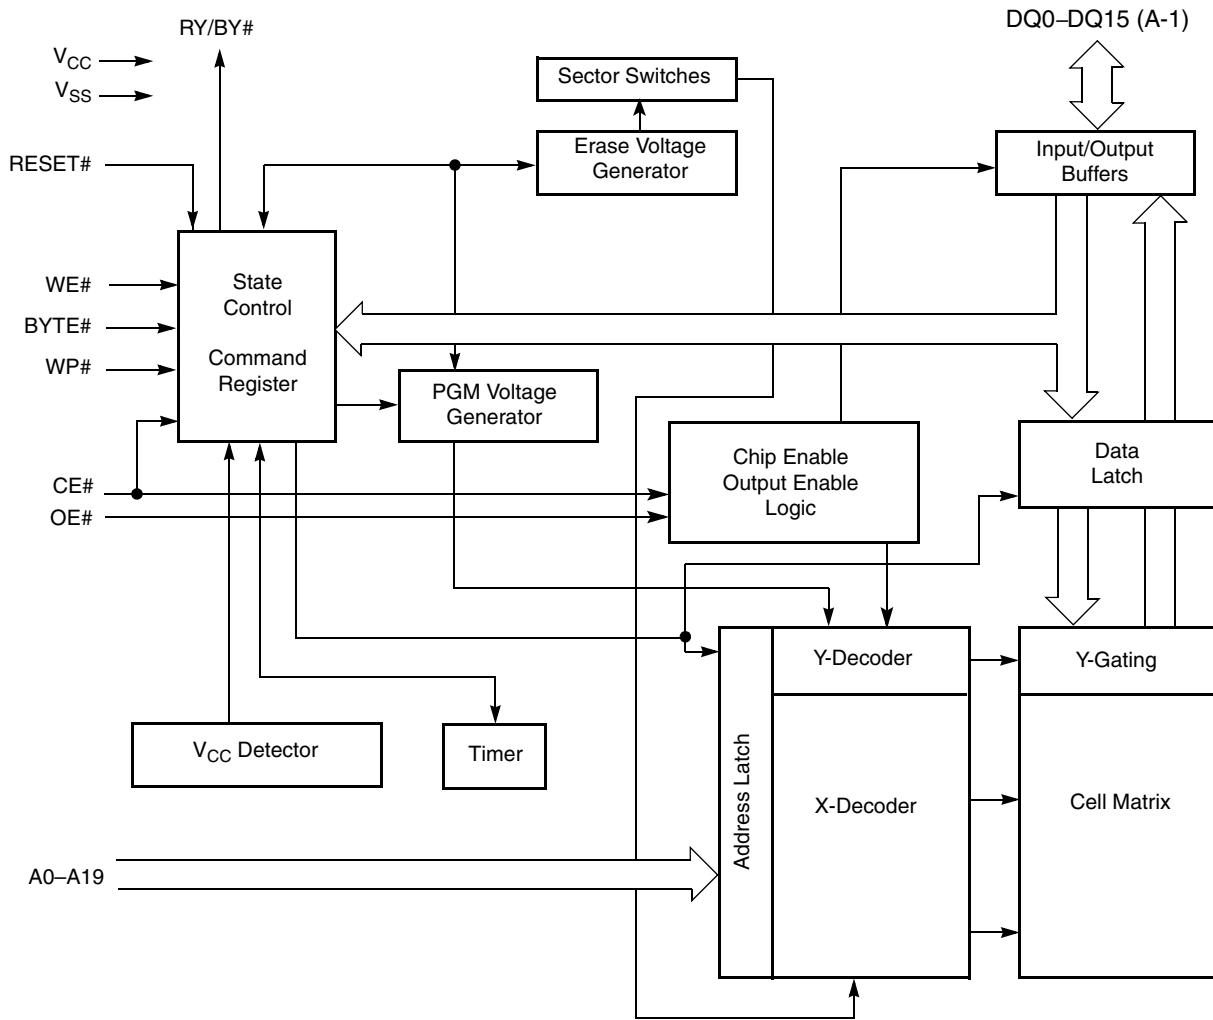 RY/BY#
DQ0–DQ15 (A-1)
VCC
VSS
Sector Switches
Erase Voltage
Generator
Input/Output
Buffers
RESET#
WE#
BYTE#
WP#
State
Control
Command
Register
PGM Voltage
Generator
CE#
OE#
Chip Enable
Output Enable
Logic
Data
Latch
Y-Decoder
Y-Gating
VCC Detector
Timer
Address Latch
X-Decoder
Cell Matrix
A0–A19